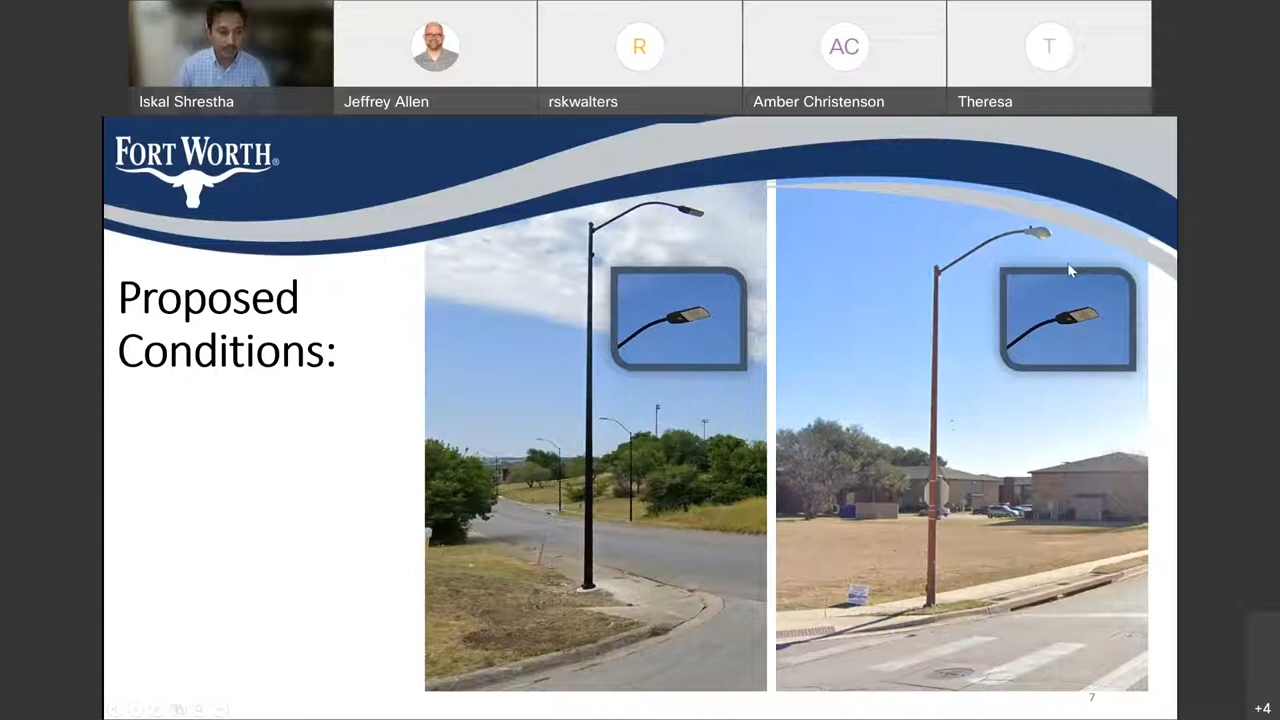 R
AC
T
Iskal Shrestha
Jeffrey Allen
rskwalters
Amber Christenson
Theresa
FORT WORTH®
Proposed
Conditions:
7
+4